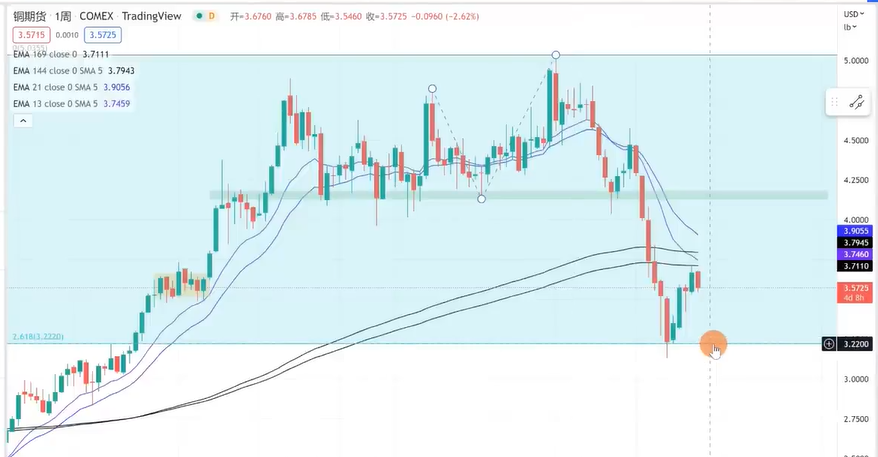 铜期货 · 1周 COMEX · TradingView D 开=3.6760 高=3.6785 低=3.5460 收=3.5725 -0.0960 (-2.62%)
3.5715 0.0010 3.5725
EMA 169 close 0 3.7111
EMA 144 close 0 SMA 5 3.7943
EMA 21 close 0 SMA 5 3.9056
EMA 13 close 0 SMA 5 3.7459
USD
lb
5.0000
4.5000
4.2500
4.0000
3.9055
3.7945
3.7460
3.7110
3.5725
4d 8h
3.618(3.2220)
3.2200
3.0000
2.7500